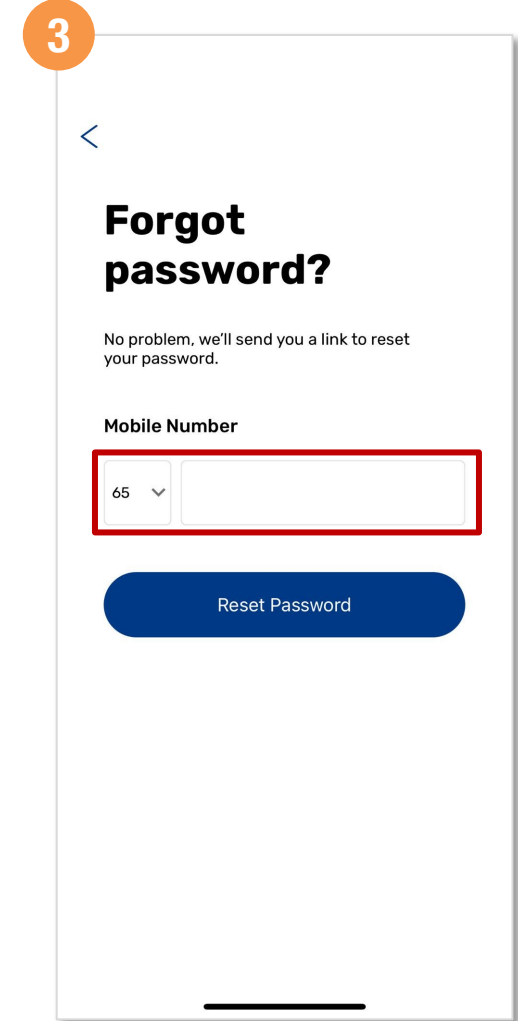 3
Forgot
password?
No problem, we'll send you a link to reset
your password.
Mobile Number
65
Reset Password